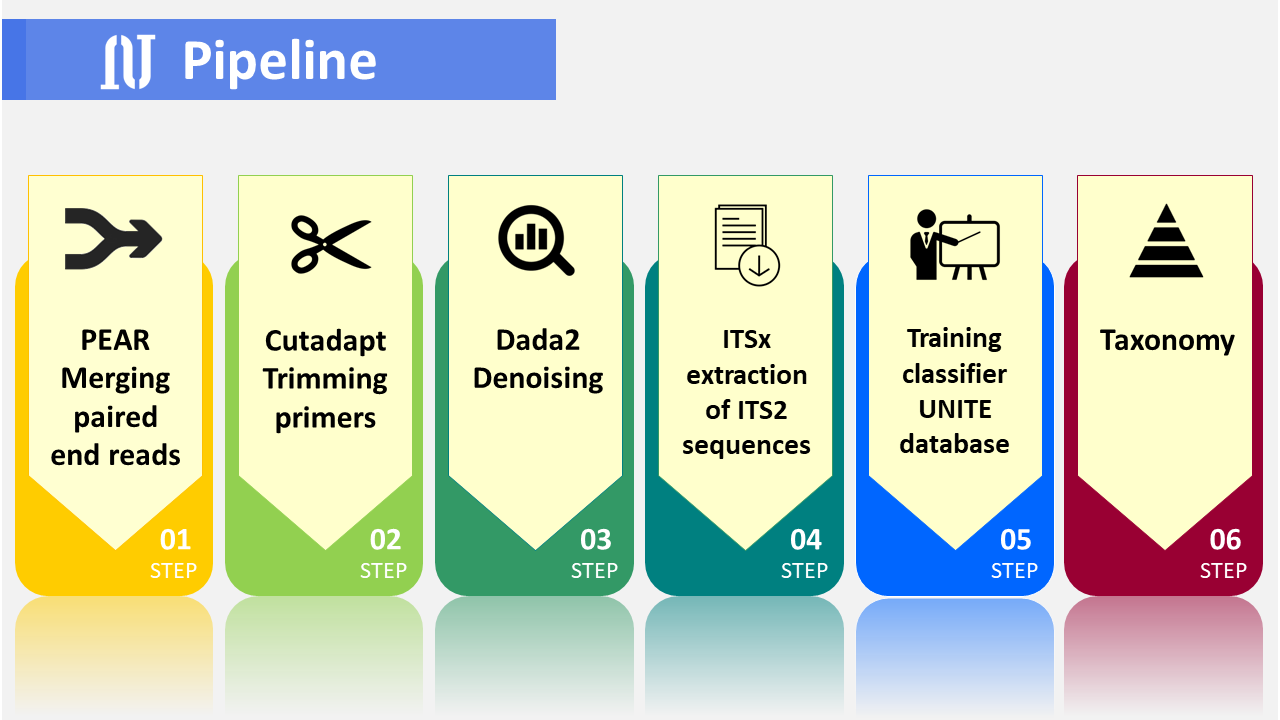 Pipeline
PEAR
Merging
paired
end reads
01
STEP
Cutadapt
Trimming
primers
02
STEP
Dada2
Denoising
03
STEP
ITSx
extraction
of ITS2
sequences
04
STEP
Training
classifier
UNITE
database
05
STEP
Taxonomy
06
STEP